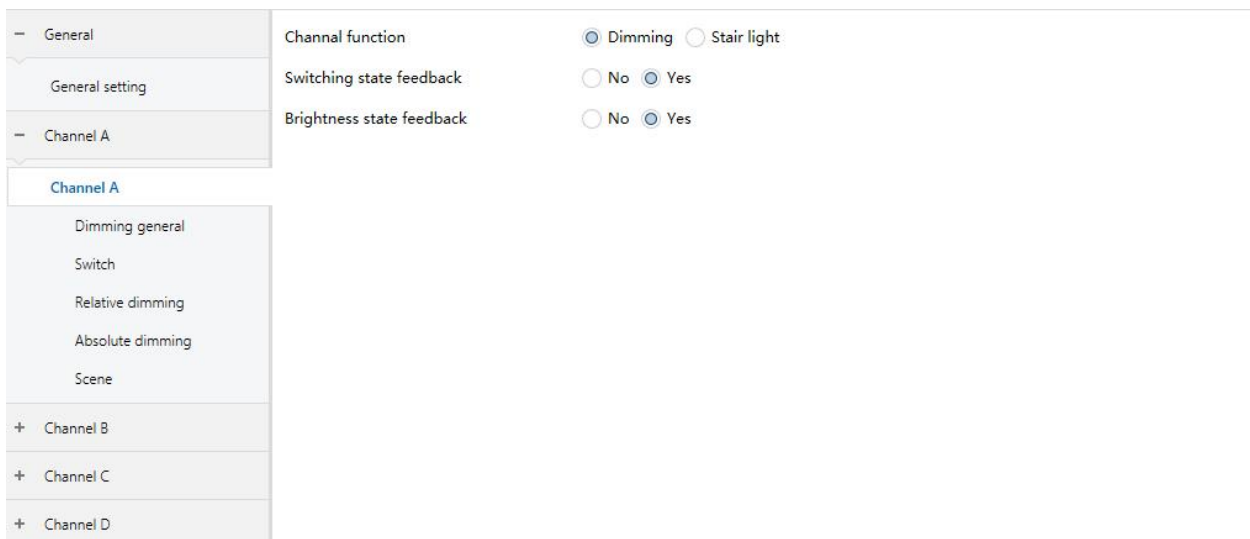 General
General setting
Channel A
Channel A
Dimming general
Switch
Relative dimming
Absolute dimming
Scene
Channel B
Channel C
Channel D
Channal function Dimming Stair light
Switching state feedback No Yes
Brightness state feedback No Yes